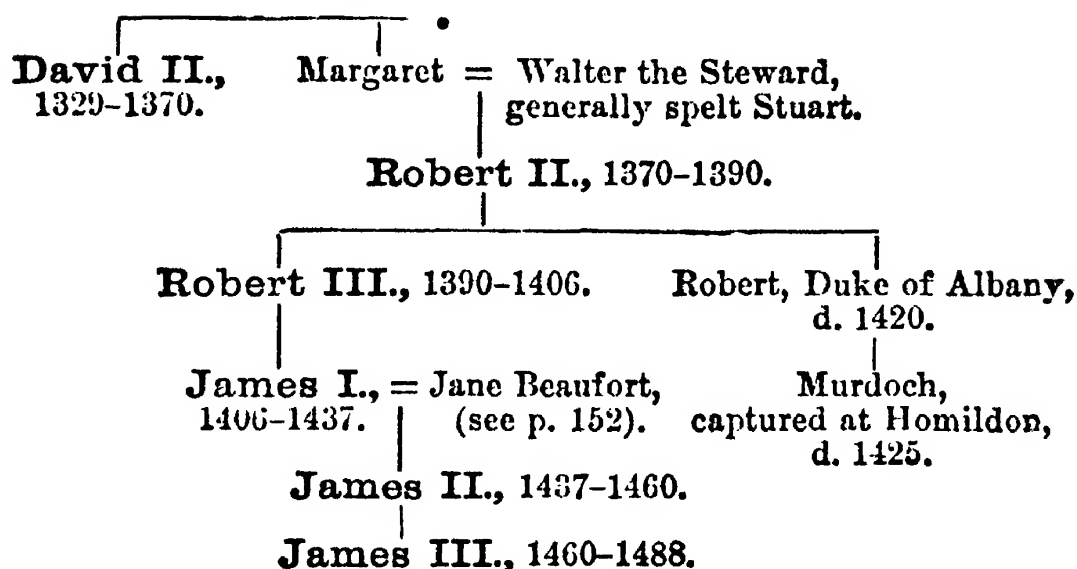 David II., Margaret = Walter the Steward,
1329-1370. generally spelt Stuart.
Robert II., 1370-1390.
Robert III., 1390-1406. Robert, Duke of Albany,
d. 1420.
James I., = Jane Beaufort, Murdoch,
1406-1437. (see p. 152). captured at Homildon,
d. 1425.
James II., 1437-1460.
James III., 1460-1488.